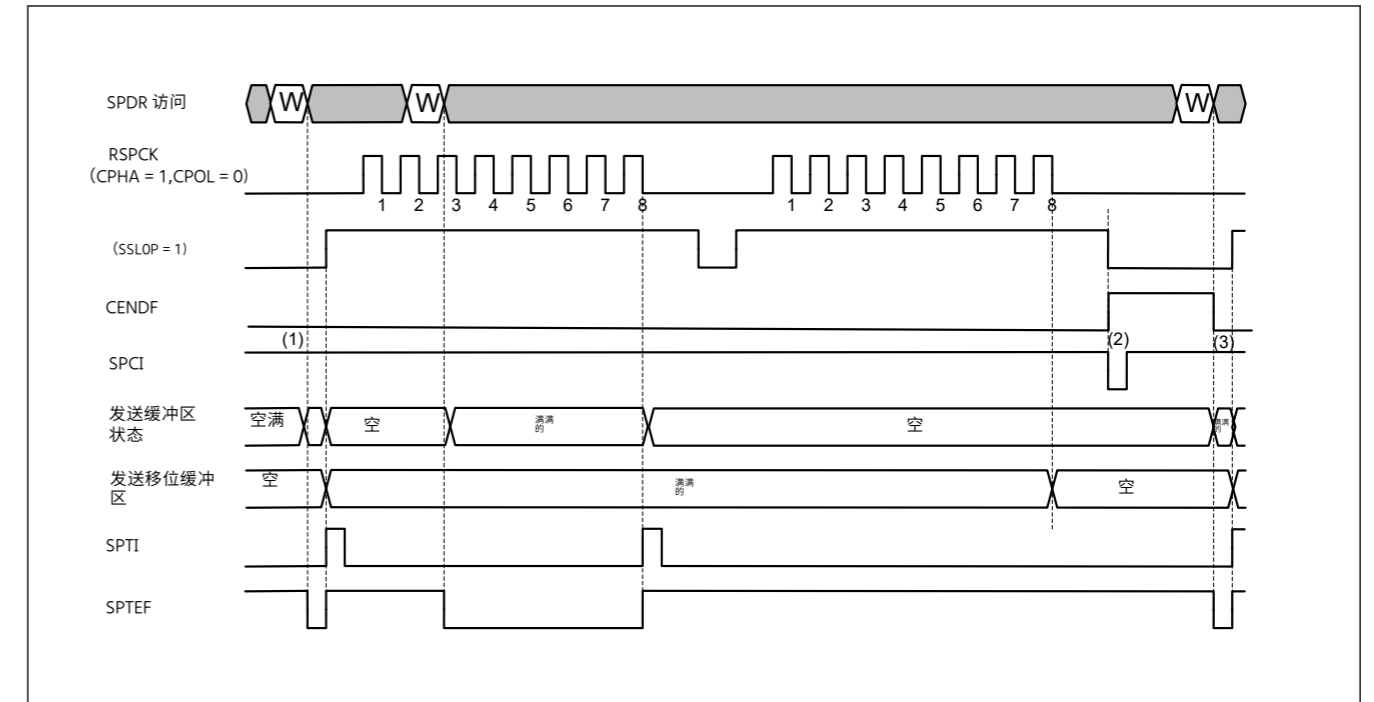 SPDR 访问
W
W
W
RSPCK
（CPHA = 1,CPOL = 0)
1 2 3 4 5 6 7 8
1 2 3 4 5 6 7 8
（SSL0P = 1)
CENDF
(1)
(2)
(3)
SPCI
发送缓冲区
状态
空满
空
满满
的
空
满满
的
发送移位缓冲
区
空
满满
的
空
SPTI
SPTEF